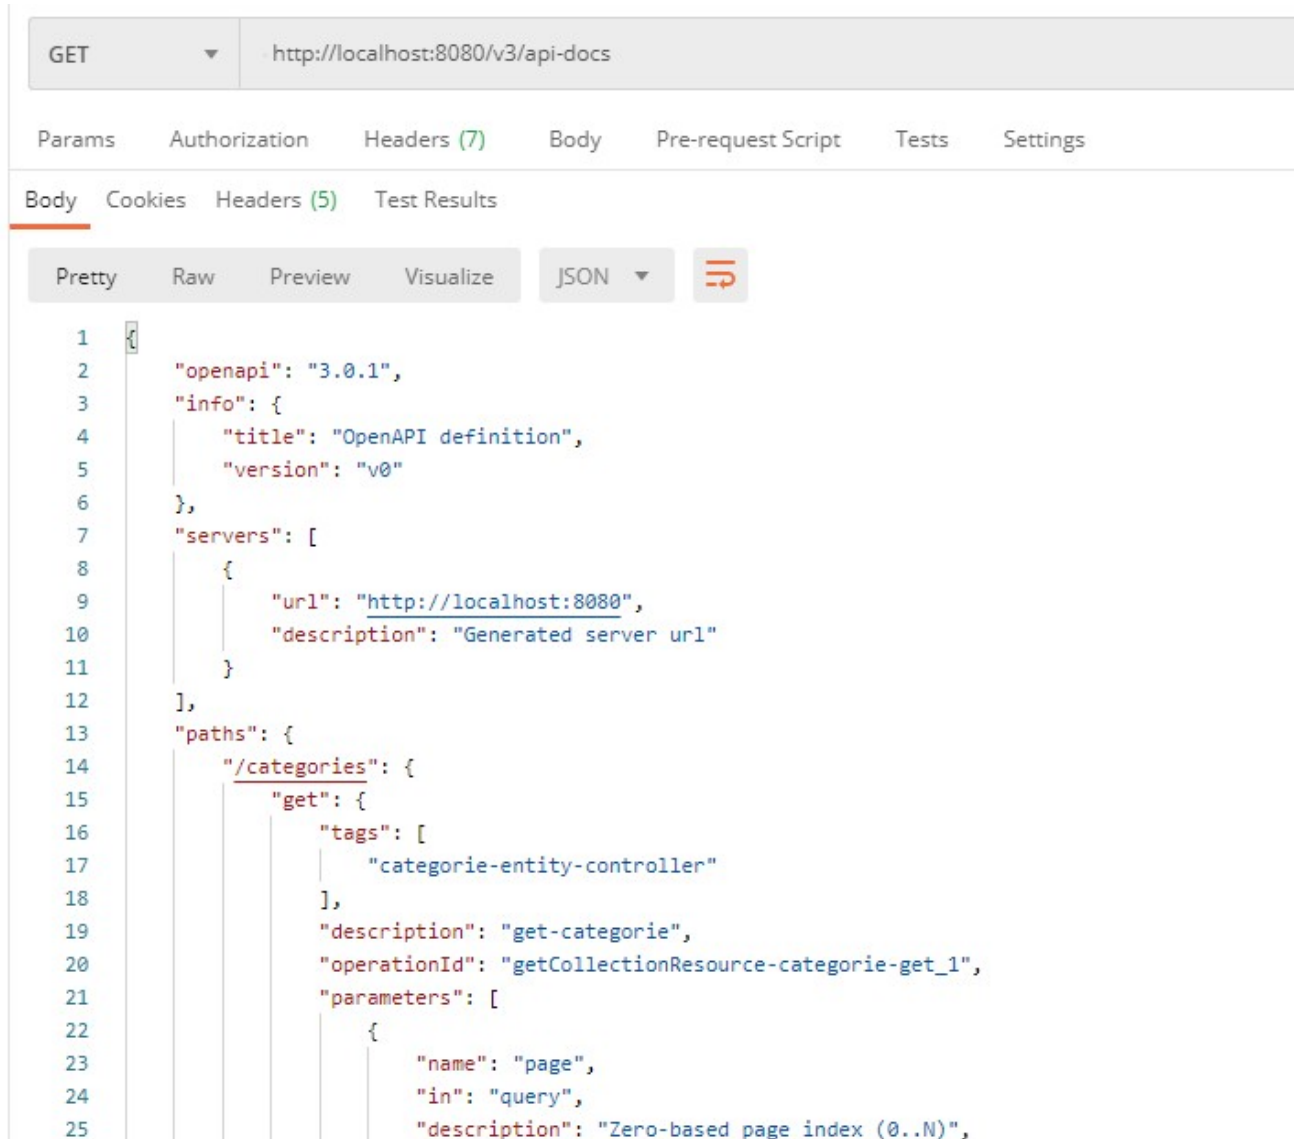 GET http://localhost:8080/v3/api-docs
Params Authorization Headers (7) Body Pre-request Script Tests Settings
Body Cookies Headers (5) Test Results
Pretty Raw Preview Visualize JSON
1 {
2 "openapi": "3.0.1",
3 "info": {
4 "title": "OpenAPI definition",
5 "version": "v0"
6 },
7 "servers": [
8 {
9 "url": "http://localhost:8080",
10 "description": "Generated server url"
11 }
12 ],
13 "paths": {
14 "/categories": {
15 "get": {
16 "tags": [
17 "categorie-entity-controller"
18 ],
19 "description": "get-categorie",
20 "operationId": "getCollectionResource-categorie-get_1",
21 "parameters": [
22 {
23 "name": "page",
24 "in": "query",
25 "description": "Zero-based page index (0..N)",